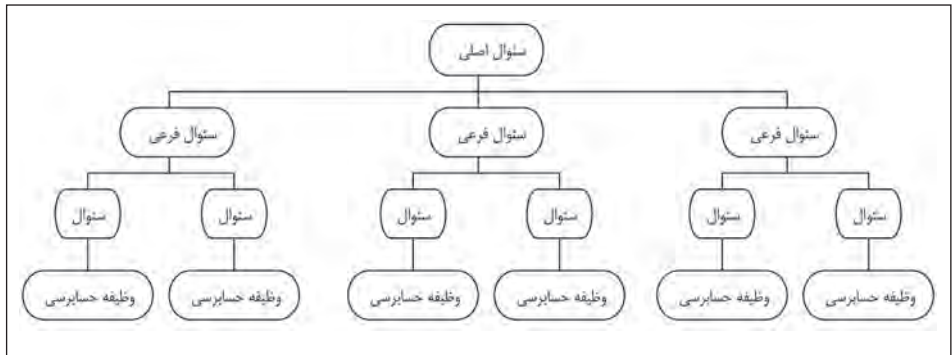 سئوال اصلی
سئوال فرعی سئوال فرعی سئوال فرعی
سئوال سئوال سئوال سئوال سئوال سئوال
وظیفه حسابرسی وظیفه حسابرسی وظیفه حسابرسی وظیفه حسابرسی وظیفه حسابرسی وظیفه حسابرسی